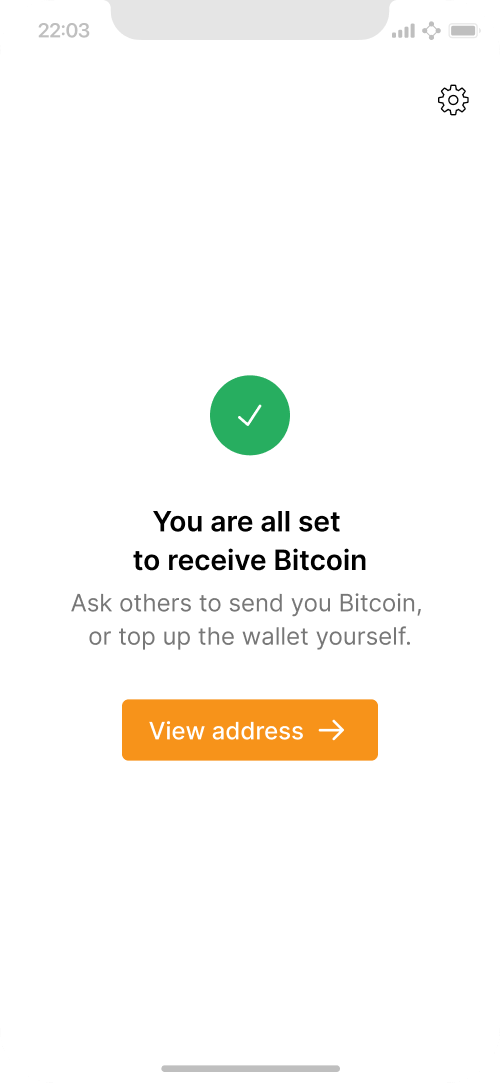 22:03
You are all set
to receive Bitcoin
Ask others to send you Bitcoin,
or top up the wallet yourself.
View address